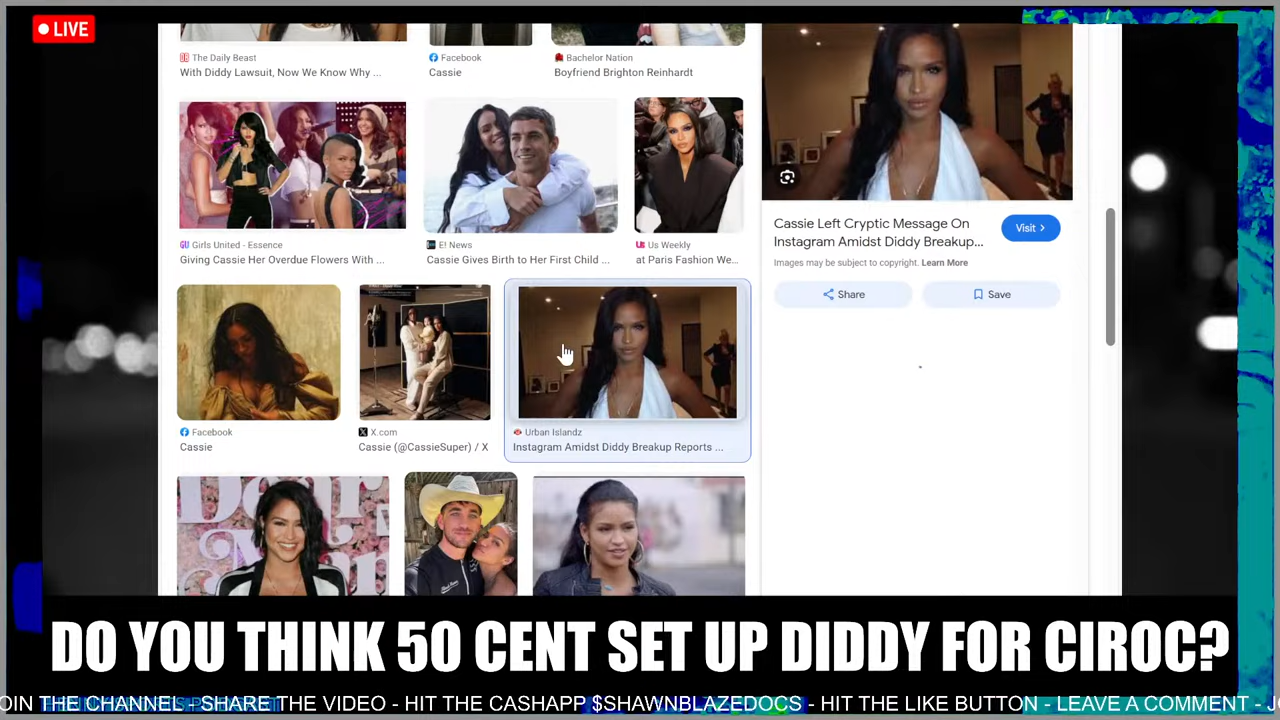 LIVE
The Daily Beast
With Diddy Lawsuit, Now We Know Why ...
Facebook
Cassie
Bachelor Nation
Boyfriend Brighton Reinhardt
Girls United - Essence
Giving Cassie Her Overdue Flowers With ...
E! News
Cassie Gives Birth to Her First Child ...
Us Weekly
at Paris Fashion We...
Cassie Left Cryptic Message On
Instagram Amidst Diddy Breakup...
Visit
Images may be subject to copyright. Learn More
Share
Save
Facebook
Cassie
X.com
Cassie (@CassieSuper) / X
Urban Islandz
Instagram Amidst Diddy Breakup Reports ...
DO YOU THINK 50 CENT SET UP DIDDY FOR CIROC?
OIN THE CHANNEL - SHARE THE VIDEO - HIT THE CASHAPP $SHAWNBLAZEDOCS - HIT THE LIKE BUTTON - LEAVE A COMMENT - J